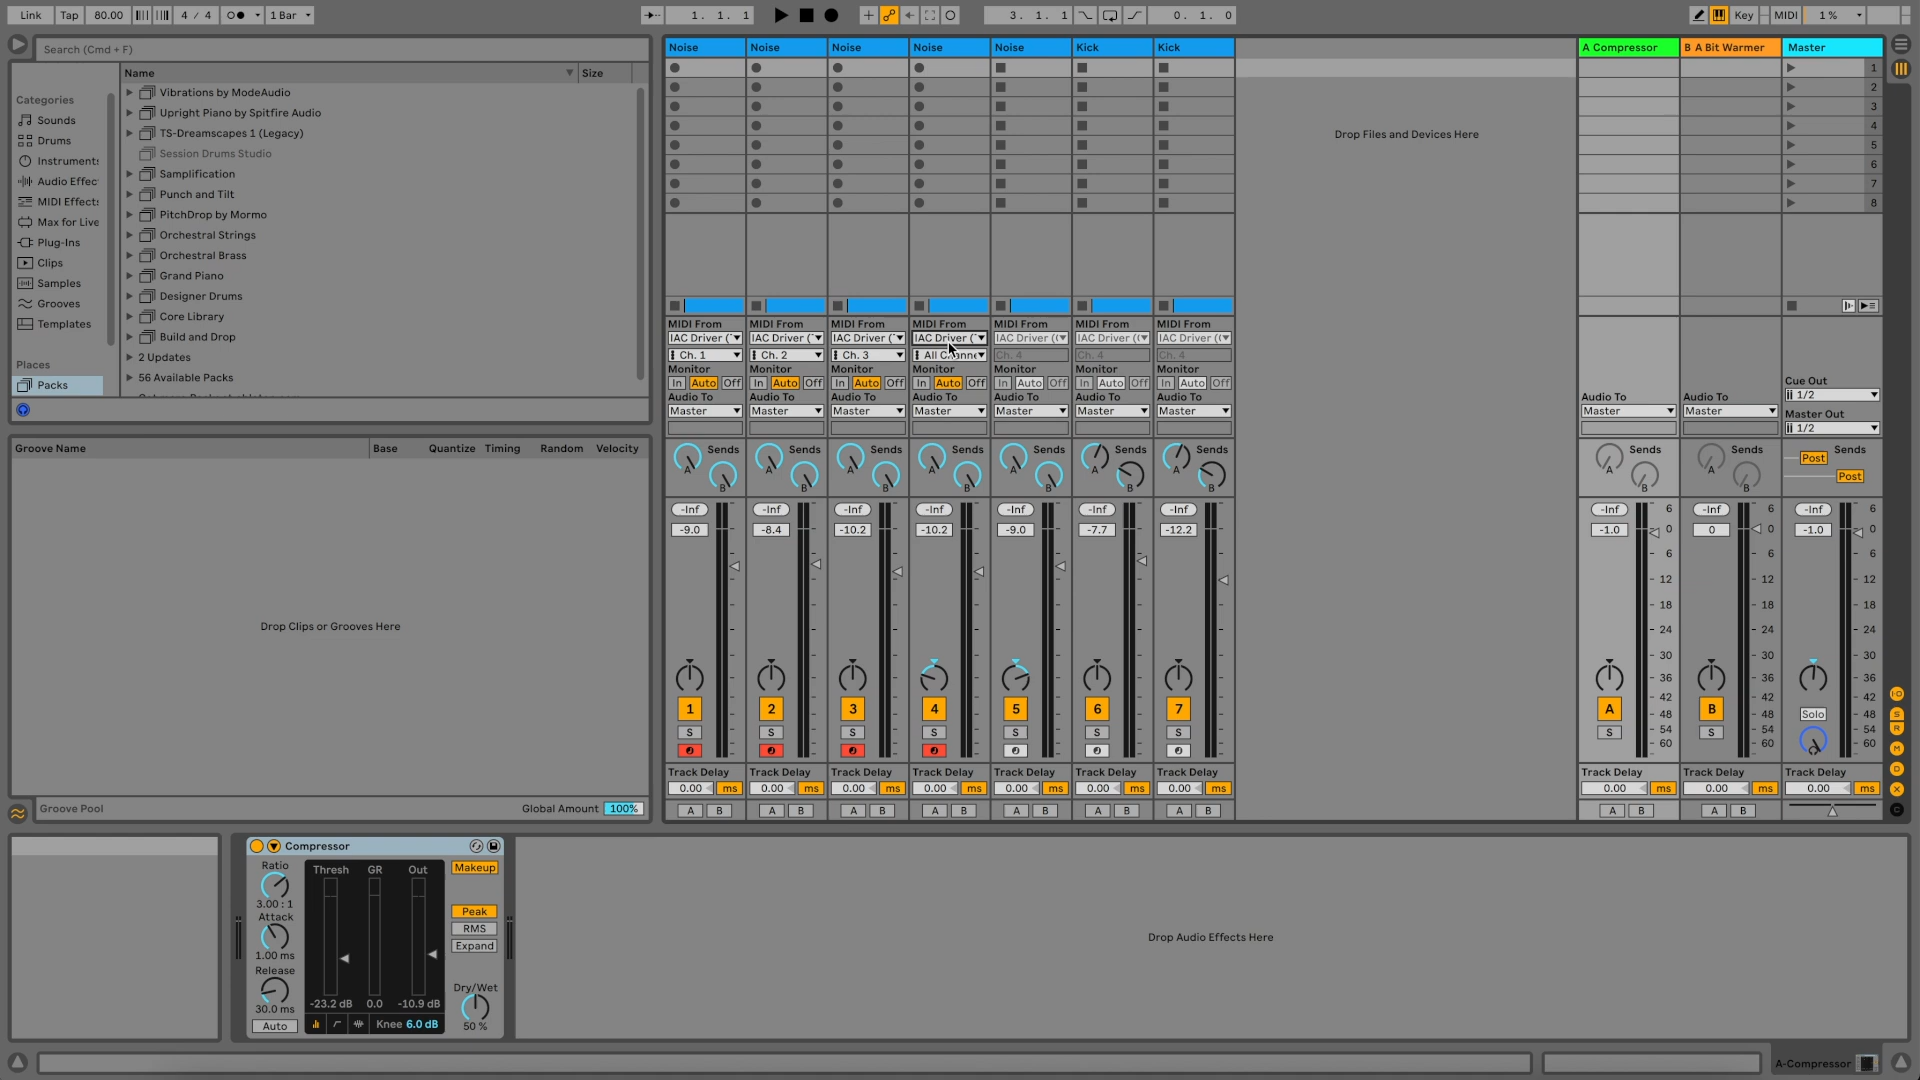 Link Tap 80.00 4 / 4 1 Bar 1. 1. 1 3. 1. 1 0. 1. 0 Key MIDI 1 %
Search (Cmd + F)
Name Size
Categories
Sounds
Drums
Instruments
Audio Effec
MIDI Effects
Max for Live
Plug-Ins
Clips
Samples
Grooves
Templates
Places
Packs
Vibrations by ModeAudio
Upright Piano by Spitfire Audio
TS-Dreamscapes 1 (Legacy)
Session Drums Studio
Samplification
Punch and Tilt
PitchDrop by Mormo
Orchestral Strings
Orchestral Brass
Grand Piano
Designer Drums
Core Library
Build and Drop
2 Updates
56 Available Packs
Groove Name Base Quantize Timing Random Velocity
Drop Clips or Grooves Here
Groove Pool Global Amount 100%
Noise Noise Noise Noise Noise Kick Kick A Compressor B A Bit Warmer Master
1
2
3
4
5
6
7
8
Drop Files and Devices Here
MIDI From MIDI From MIDI From MIDI From MIDI From MIDI From MIDI From
IAC Driver ( IAC Driver ( IAC Driver ( IAC Driver ( IAC Driver (( IAC Driver (( IAC Driver ((
Ch. 1 Ch. 2 Ch. 3 All Channe Ch. 4 Ch. 4 Ch. 4
Monitor Monitor Monitor Monitor Monitor Monitor Monitor
In Auto Off In Auto Off In Auto Off In Auto Off In Auto Off In Auto Off In Auto Off
Audio To Audio To Audio To Audio To Audio To Audio To Audio To Audio To Audio To
Master Master Master Master Master Master Master Master Master
Cue Out
1/2
Master Out
1/2
Sends Sends Sends Sends Sends Sends Sends Sends Sends Post Sends
A A A A A A A A A
B B B B B B B B B Post
-Inf -Inf -Inf -Inf -Inf -Inf -Inf -Inf 6 -Inf 6 -Inf 6
-9.0 -8.4 -10.2 -10.2 -9.0 -7.7 -12.2 -1.0 0 0 0 -1.0 0
6 6 6
12 12 12
18 18 18
24 24 24
30 30 30
36 36 36
42 42 42
1 2 3 4 5 6 7 A 48 B 48 Solo 48
S S S S S S S S 54 S 54 54
60 60 60
Track Delay Track Delay Track Delay Track Delay Track Delay Track Delay Track Delay Track Delay Track Delay Track Delay
0.00 ms 0.00 ms 0.00 ms 0.00 ms 0.00 ms 0.00 ms 0.00 ms 0.00 ms 0.00 ms 0.00 ms
A B A B A B A B A B A B A B A B A B
I·O
S
R
M
D
X
C
Compressor
Ratio
3.00 : 1
Attack
1.00 ms
Release
30.0 ms
Auto
Thresh GR Out
-23.2 dB 0.0 -10.9 dB
Knee 6.0 dB
Makeup
Peak
RMS
Expand
Dry/Wet
50 %
Drop Audio Effects Here
A-Compressor